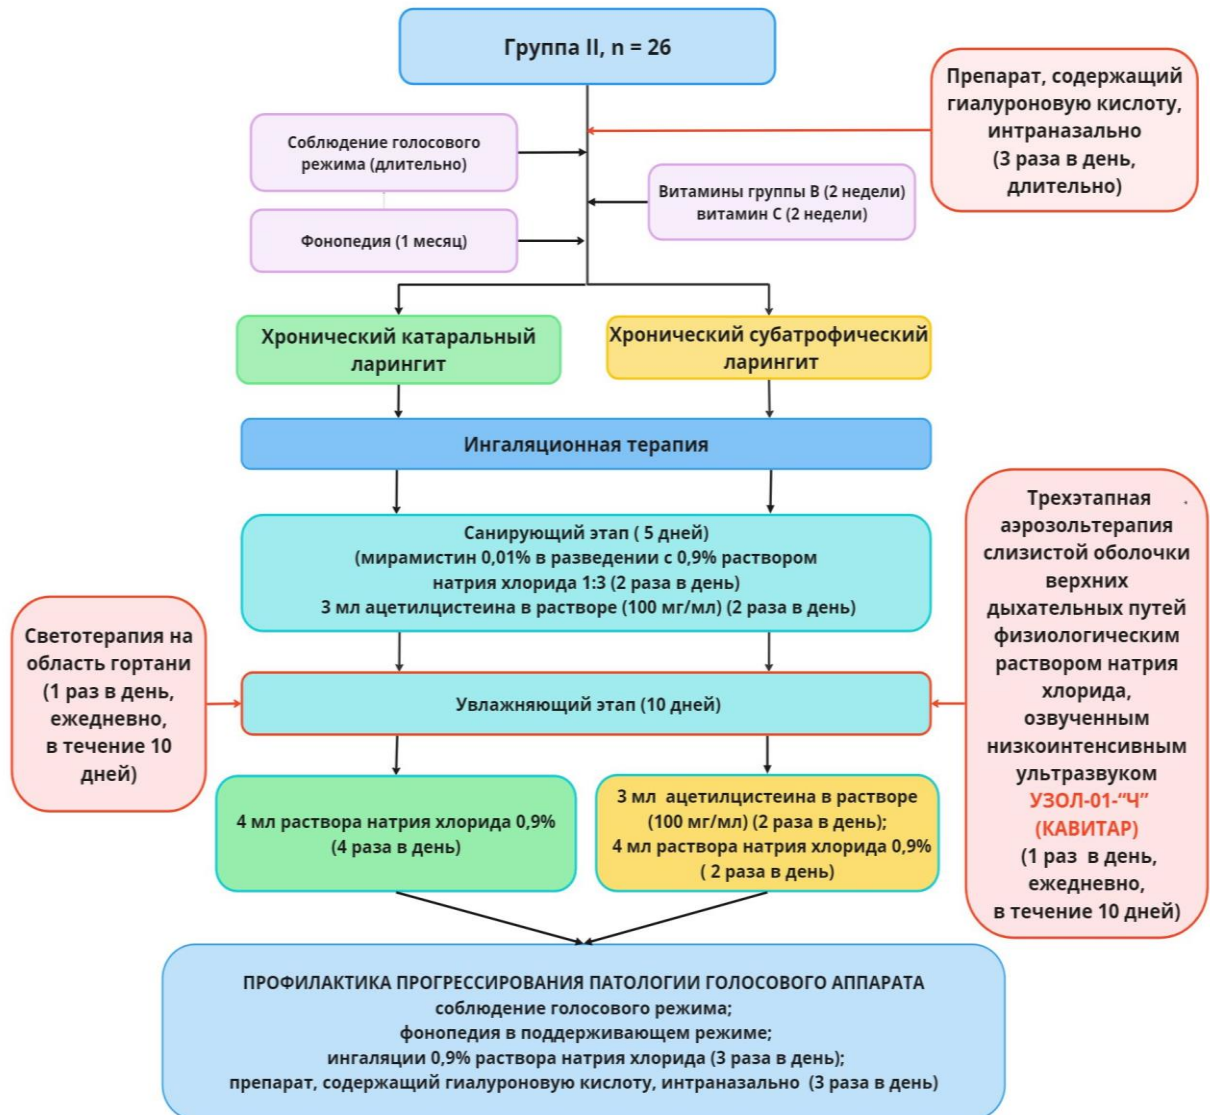 Группа II, n = 26
Препарат, содержащий
гиалуроновую кислоту,
интраназально
(3 раза в день,
длительно)
Соблюдение голосового
режима (длительно)
Витамины группы В (2 недели)
витамин С (2 недели)
Фонопедия (1 месяц)
Хронический катаральный
ларингит
Хронический субатрофический
ларингит
Ингаляционная терапия
Санирующий этап ( 5 дней)
(мирамистин 0,01% в разведении с 0,9% раствором
натрия хлорида 1:3 (2 раза в день)
3 мл ацетилцистеина в растворе (100 мг/мл) (2 раза в день)
Светотерапия на
область гортани
(1 раз в день,
ежедневно,
в течение 10
дней)
Увлажняющий этап (10 дней)
Трехэтапная
аэрозольтерапия
слизистой оболочки
верхних
дыхательных путей
физиологическим
раствором натрия
хлорида,
озвученным
низкоинтенсивным
ультразвуком
УЗОЛ-01-“Ч”
(КАВИТАР)
(1 раз в день,
ежедневно,
в течение 10 дней)
4 мл раствора натрия хлорида 0,9%
(4 раза в день)
3 мл ацетилцистеина в растворе
(100 мг/мл) (2 раза в день);
4 мл раствора натрия хлорида 0,9%
( 2 раза в день)
ПРОФИЛАКТИКА ПРОГРЕССИРОВАНИЯ ПАТОЛОГИИ ГОЛОСОВОГО АППАРАТА
соблюдение голосового режима;
фонопедия в поддерживающем режиме;
ингаляции 0,9% раствора натрия хлорида (3 раза в день);
препарат, содержащий гиалуроновую кислоту, интраназально (3 раза в день)